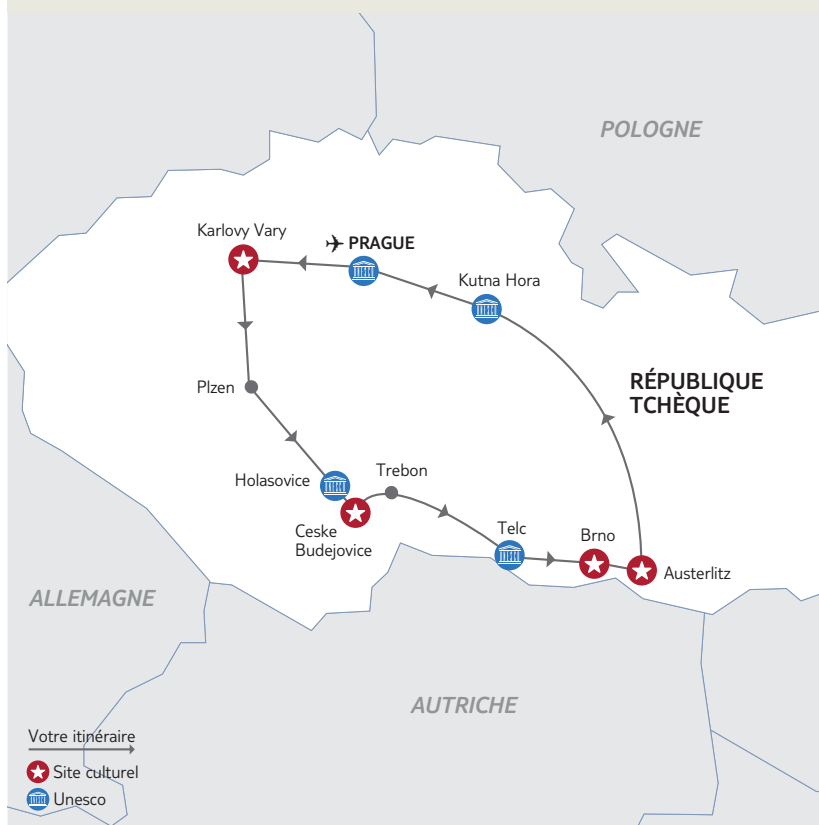 POLOGNE
Karlovy Vary
PRAGUE
Kutna Hora
RÉPUBLIQUE
TCHÈQUE
Plzen
Holasovice
Trebon
Ceske
Budejovice
Telc
Brno
Austerlitz
ALLEMAGNE
AUTRICHE
Votre itinéraire
Site culturel
Unesco